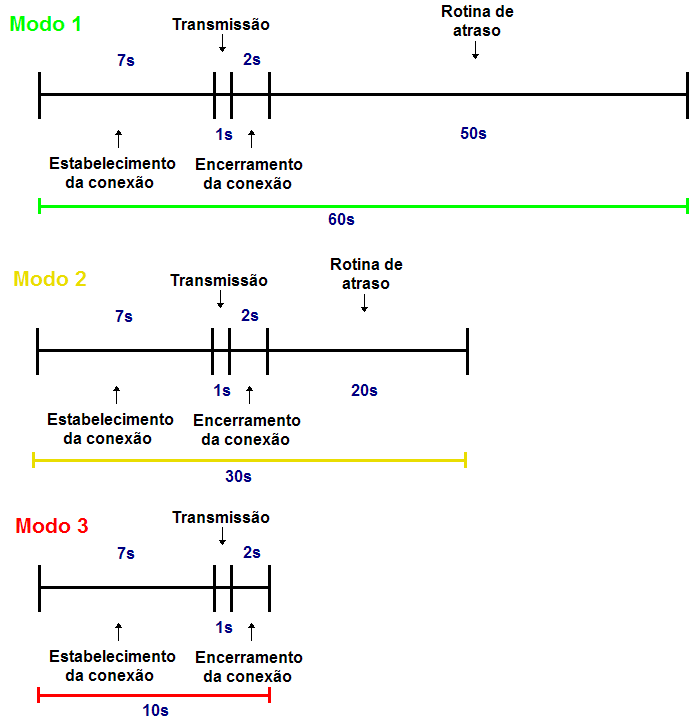 Modo 1
Transmissão
Rotina de
atraso
7s
2s
1s
50s
Estabelecimento
da conexão
Encerramento
da conexão
60s
Modo 2
Transmissão
Rotina de
atraso
7s
2s
1s
20s
Estabelecimento
da conexão
Encerramento
da conexão
30s
Modo 3
Transmissão
7s
2s
1s
Estabelecimento
da conexão
Encerramento
da conexão
10s